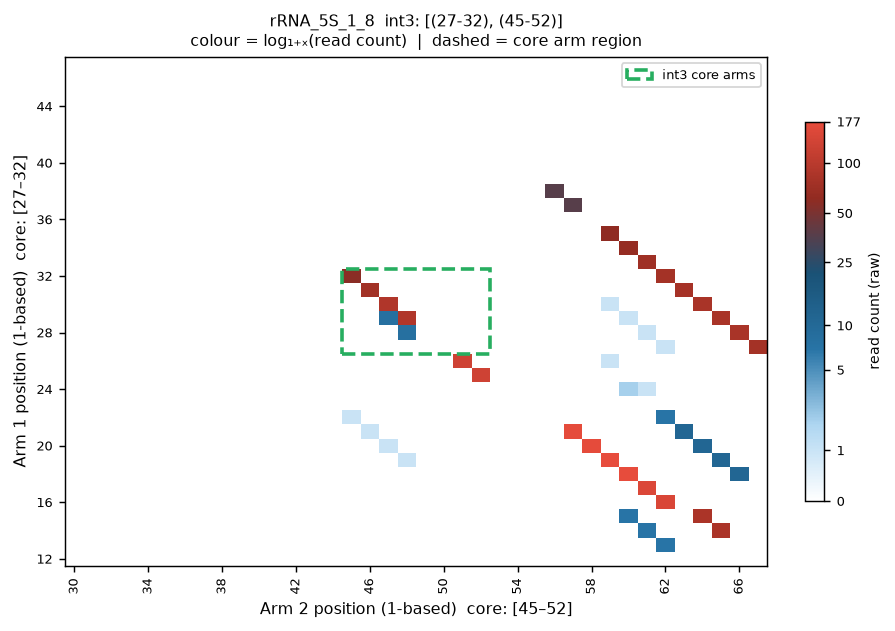 rRNA_5S_1_8  int3: [(27-32), (45-52)]
colour = log₁₊ₓ(read count)  |  dashed = core arm region
int3 core arms
Arm 1 position (1-based)  core: [27–32]
44
40
36
32
28
24
20
16
12
30 34 38 42 46 50 54 58 62 66
Arm 2 position (1-based)  core: [45–52]
177
100
50
25
10
5
1
0
read count (raw)